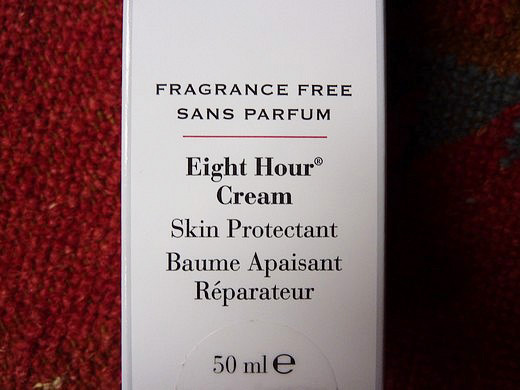 FRAGRANCE FREE
SANS PARFUM
Eight Hour®
Cream
Skin Protectant
Baume Apaisant
Réparateur
50 ml ℮